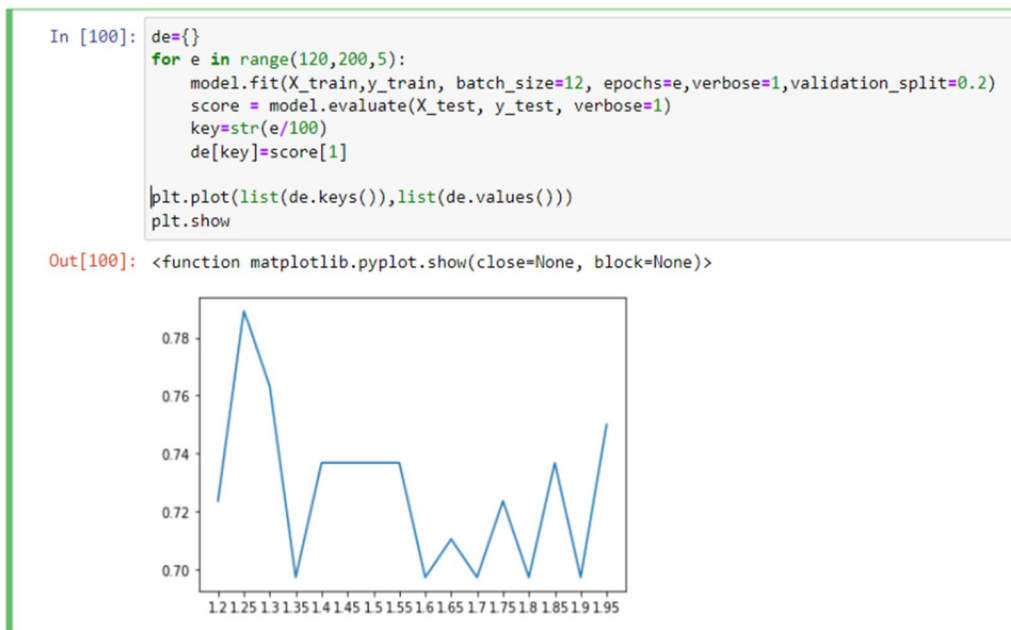 In [100]: de={}
for e in range(120,200,5):
    model.fit(X_train,y_train, batch_size=12, epochs=e,verbose=1,validation_split=0.2)
    score = model.evaluate(X_test, y_test, verbose=1)
    key=str(e/100)
    de[key]=score[1]
plt.plot(list(de.keys()),list(de.values()))
plt.show
Out[100]: <function matplotlib.pyplot.show(close=None, block=None)>
0.78
0.76
0.74
0.72
0.70
1.2 1.25 1.3 1.35 1.4 1.45 1.5 1.55 1.6 1.65 1.7 1.75 1.8 1.85 1.9 1.95